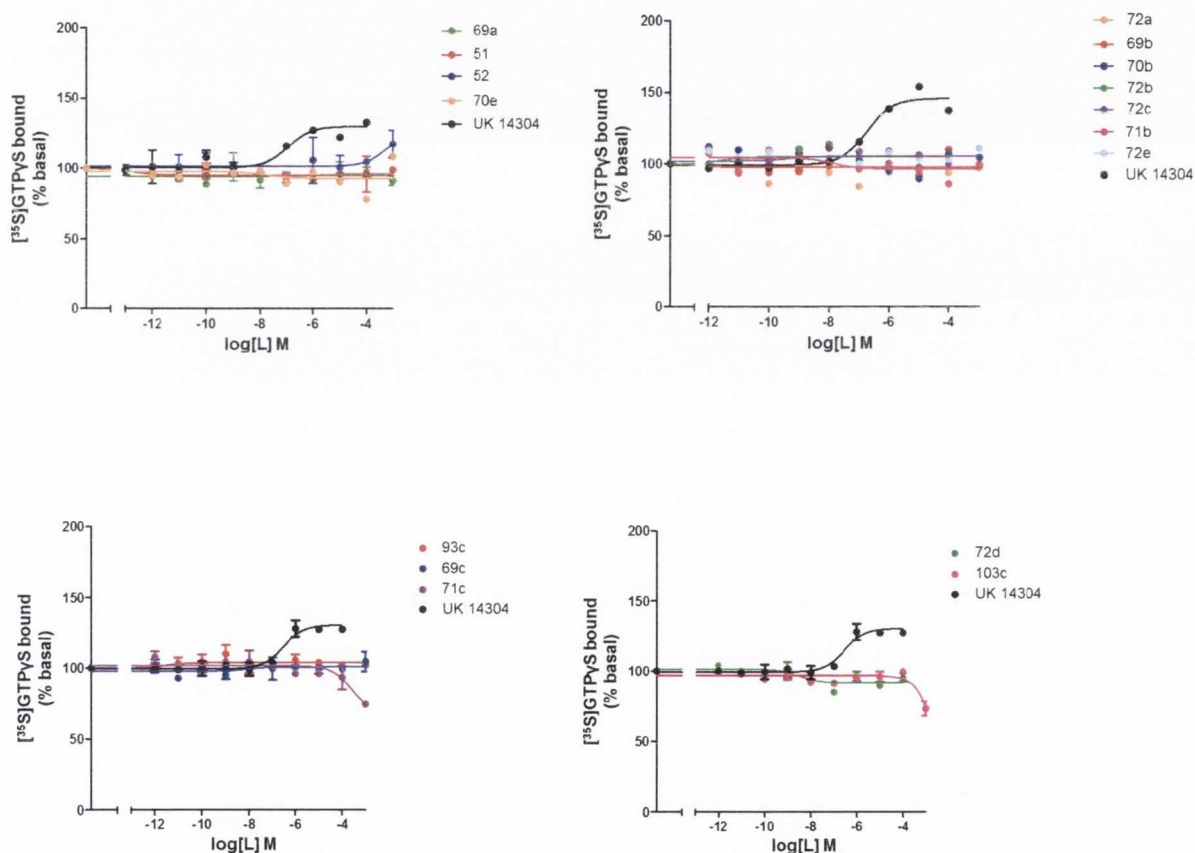 200
150
100
50
0
[³⁵S]GTPγS bound
(% basal)
-12 -10 -8 -6 -4
log[L] M
69a
51
52
70e
UK 14304
200
150
100
50
0
[³⁵S]GTPγS bound
(% basal)
-12 -10 -8 -6 -4
log[L] M
72a
69b
70b
72b
72c
71b
72e
UK 14304
200
150
100
50
0
[³⁵S]GTPγS bound
(% basal)
-12 -10 -8 -6 -4
log[L] M
93c
69c
71c
UK 14304
200
150
100
50
0
[³⁵S]GTPγS bound
(% basal)
-12 -10 -8 -6 -4
log[L] M
72d
103c
UK 14304